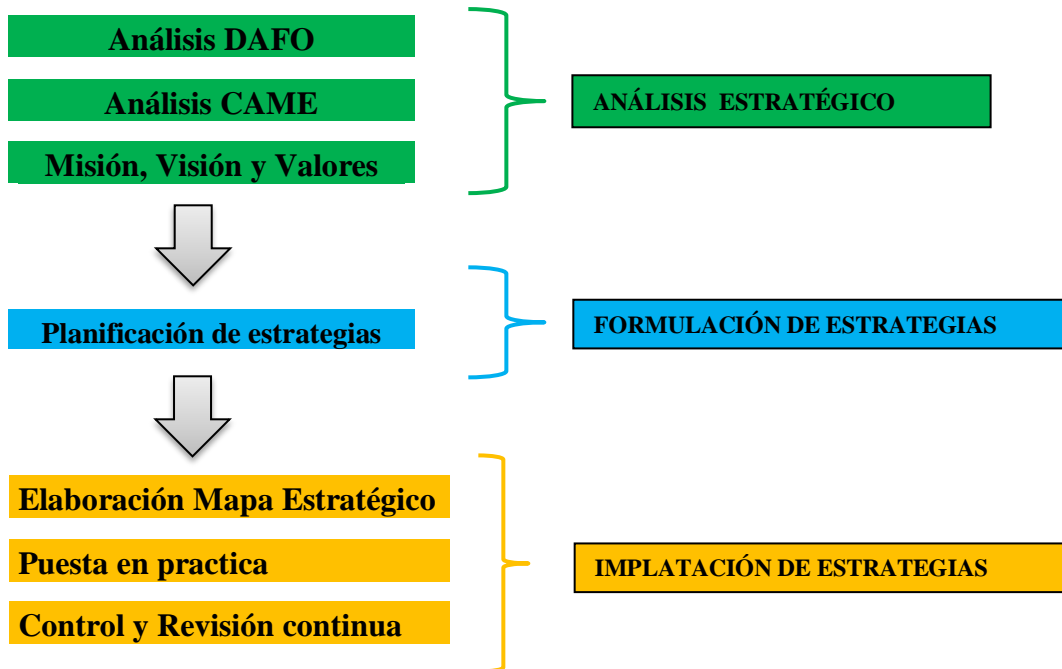 Análisis DAFO
Análisis CAME
Misión, Visión y Valores
ANÁLISIS ESTRATÉGICO
Planificación de estrategias
FORMULACIÓN DE ESTRATEGIAS
Elaboración Mapa Estratégico
Puesta en practica
Control y Revisión continua
IMPLATACIÓN DE ESTRATEGIAS